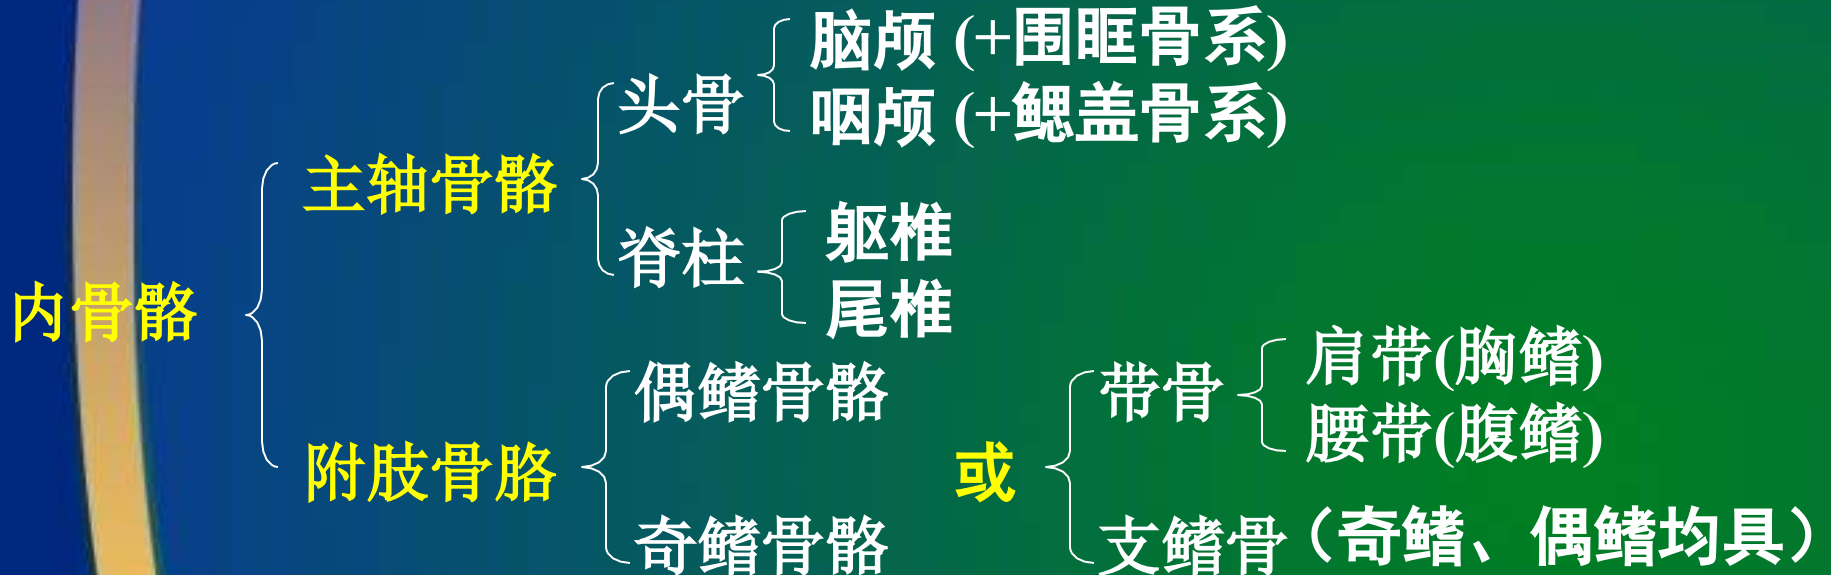 脑颅 (+围眶骨系)
头骨
咽颅 (+鳃盖骨系)
主轴骨骼
脊柱
躯椎
尾椎
内骨骼
偶鳍骨骼
带骨
肩带(胸鳍)
腰带(腹鳍)
附肢骨胳
或
奇鳍骨骼
支鳍骨（奇鳍、偶鳍均具）